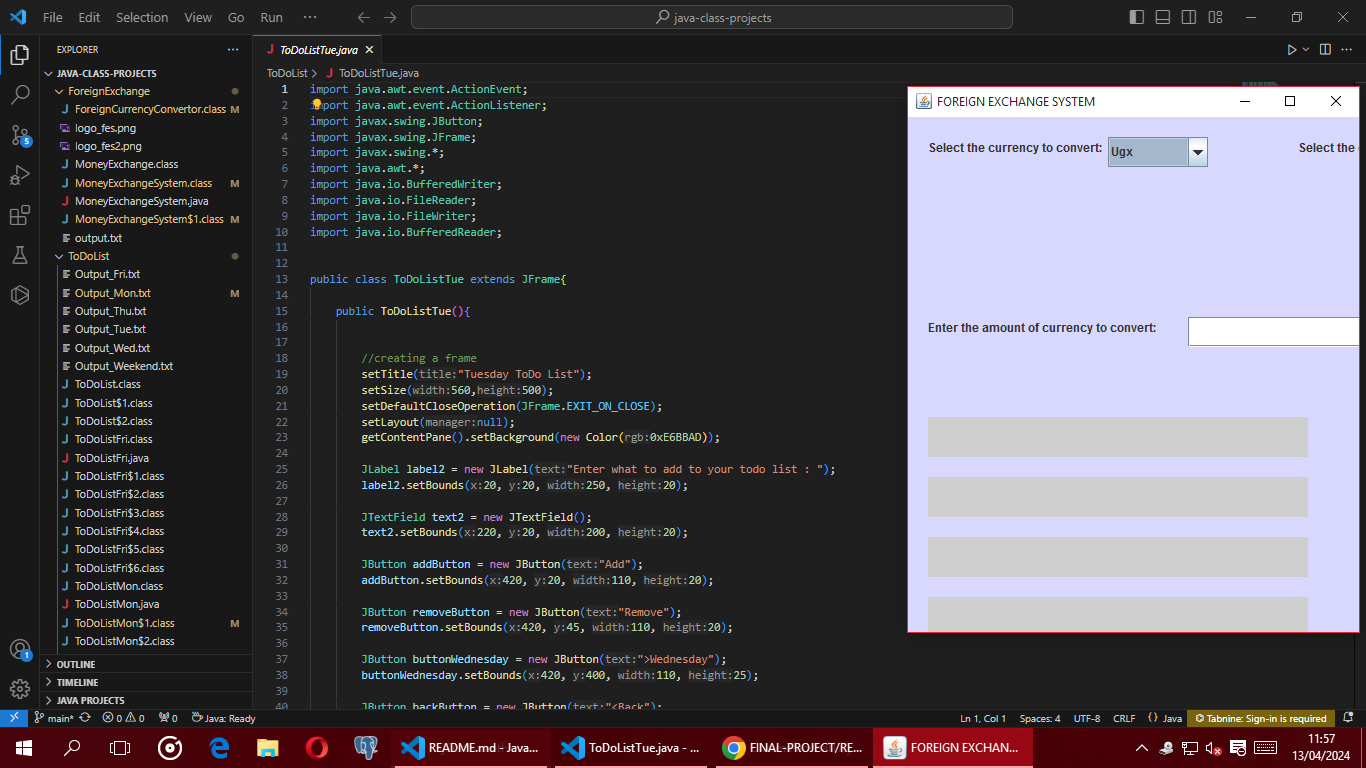 File Edit Selection View Go Run ··· java-class-projects
EXPLORER ···
JAVA-CLASS-PROJECTS
ForeignExchange
ForeignCurrencyConvertor.class M
logo_fes.png
logo_fes2.png
MoneyExchange.class
MoneyExchangeSystem.class M
MoneyExchangeSystem.java
MoneyExchangeSystem$1.class M
output.txt
ToDoList
Output_Fri.txt
Output_Mon.txt M
Output_Thu.txt
Output_Tue.txt
Output_Wed.txt
Output_Weekend.txt
ToDoList.class
ToDoList$1.class
ToDoList$2.class
ToDoListFri.class
ToDoListFri.java
ToDoListFri$1.class
ToDoListFri$2.class
ToDoListFri$3.class
ToDoListFri$4.class
ToDoListFri$5.class
ToDoListFri$6.class
ToDoListMon.class
ToDoListMon.java
ToDoListMon$1.class M
ToDoListMon$2.class
OUTLINE
TIMELINE
JAVA PROJECTS
5
1
J ToDoListTue.java
ToDoList > J ToDoListTue.java
1 import java.awt.event.ActionEvent;
2 import java.awt.event.ActionListener;
3 import javax.swing.JButton;
4 import javax.swing.JFrame;
5 import javax.swing.*;
6 import java.awt.*;
7 import java.io.BufferedWriter;
8 import java.io.FileReader;
9 import java.io.FileWriter;
10 import java.io.BufferedReader;
11
12
13 public class ToDoListTue extends JFrame{
14
15 public ToDoListTue(){
16
17
18 //creating a frame
19 setTitle(title:"Tuesday ToDo List");
20 setSize(width:560,height:500);
21 setDefaultCloseOperation(JFrame.EXIT_ON_CLOSE);
22 setLayout(manager:null);
23 getContentPane().setBackground(new Color(rgb:0xE6BBAD));
24
25 JLabel label2 = new JLabel(text:"Enter what to add to your todo list : ");
26 label2.setBounds(x:20, y:20, width:250, height:20);
27
28 JTextField text2 = new JTextField();
29 text2.setBounds(x:220, y:20, width:200, height:20);
30
31 JButton addButton = new JButton(text:"Add");
32 addButton.setBounds(x:420, y:20, width:110, height:20);
33
34 JButton removeButton = new JButton(text:"Remove");
35 removeButton.setBounds(x:420, y:45, width:110, height:20);
36
37 JButton buttonWednesday = new JButton(text:">Wednesday");
38 buttonWednesday.setBounds(x:420, y:400, width:110, height:25);
39
40 JButton backButton = new JButton(text:"<Back");
FOREIGN EXCHANGE SYSTEM
Select the currency to convert: Ugx Select the
Enter the amount of currency to convert:
main* 0 0 0 Java: Ready Ln 1, Col 1 Spaces: 4 UTF-8 CRLF {} Java Tabnine: Sign-in is required
README.md - Java... ToDoListTue.java - ... FINAL-PROJECT/RE... FOREIGN EXCHAN...
11:57
13/04/2024